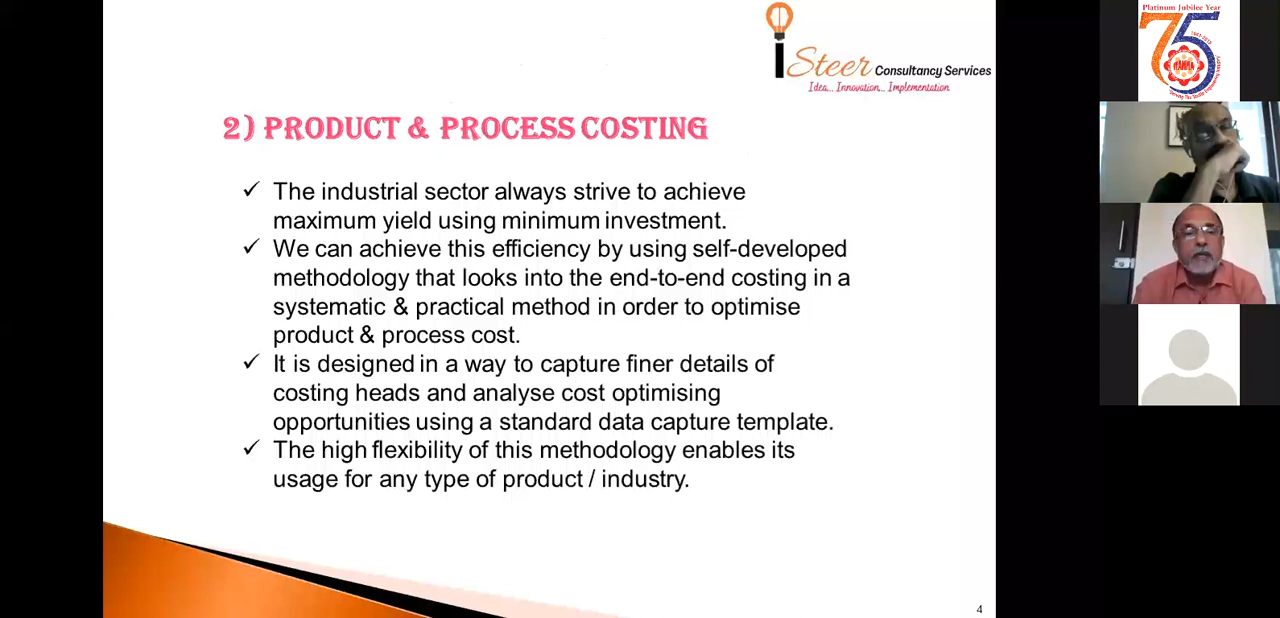 iSteer Consultancy Services
Idea... Innovation... Implementation
2) PRODUCT & PROCESS COSTING
✓ The industrial sector always strive to achieve
maximum yield using minimum investment.
✓ We can achieve this efficiency by using self-developed
methodology that looks into the end-to-end costing in a
systematic & practical method in order to optimise
product & process cost.
✓ It is designed in a way to capture finer details of
costing heads and analyse cost optimising
opportunities using a standard data capture template.
✓ The high flexibility of this methodology enables its
usage for any type of product / industry.
4
Platinum Jubilee Year
75